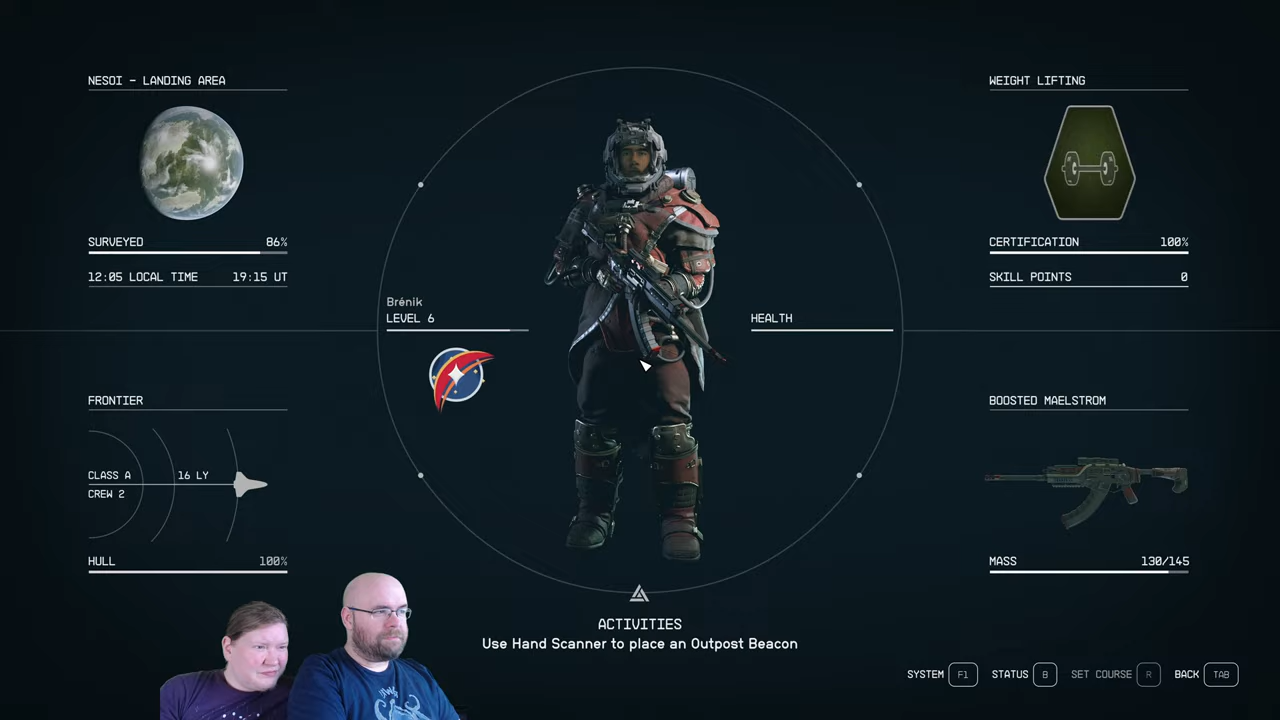 NESOI - LANDING AREA
SURVEYED 86%
12:05 LOCAL TIME 19:15 UT
WEIGHT LIFTING
CERTIFICATION 100%
SKILL POINTS 0
Brénik
LEVEL 6
HEALTH
FRONTIER
CLASS A 16 LY
CREW 2
HULL 100%
BOOSTED MAELSTROM
MASS 130/145
ACTIVITIES
Use Hand Scanner to place an Outpost Beacon
SYSTEM F1 STATUS B SET COURSE R BACK TAB